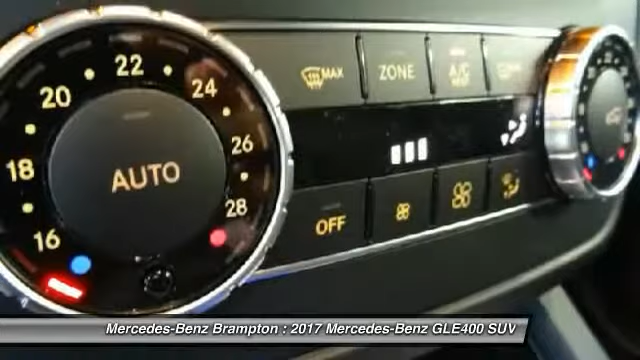 22
20
24
18
26
16
28
AUTO
MAX
ZONE
A/C
OFF
Mercedes-Benz Brampton : 2017 Mercedes-Benz GLE400 SUV